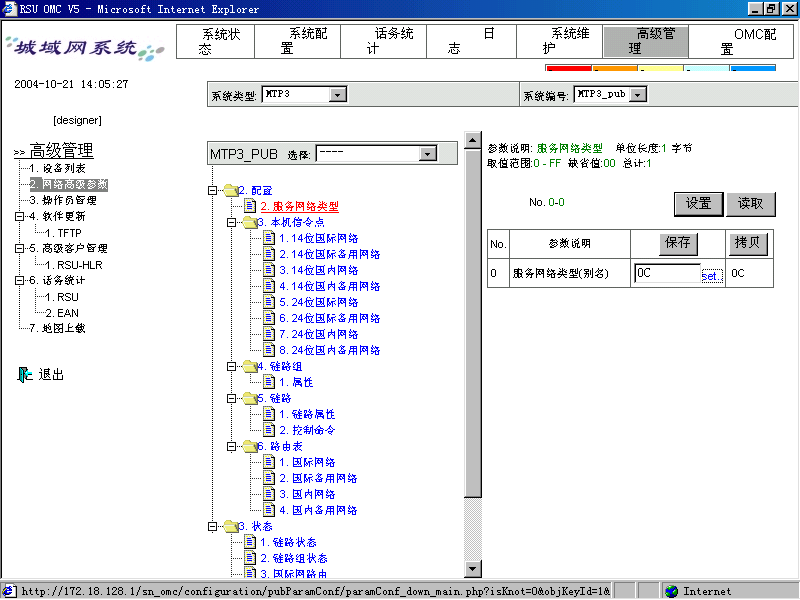 RSU OMC V5 - Microsoft Internet Explorer
城域网系统
系统状态
系统配置
话务统计
日志
系统维护
高级管理
OMC配置
2004-10-21 14:05:27
[designer]
>> 高级管理
1. 设备列表
2. 网络高级参数
3. 操作员管理
4. 软件更新
1. TFTP
5. 高级客户管理
1. RSU-HLR
6. 话务统计
1. RSU
2. EAN
7. 地图上载
退出
系统类型: MTP3
系统编号: MTP3_pub
MTP3_PUB 选择: ----
2. 配置
2. 服务网络类型
3. 本机信令点
1. 14位国际网络
2. 14位国际备用网络
3. 14位国内网络
4. 14位国内备用网络
5. 24位国际网络
6. 24位国际备用网络
7. 24位国内网络
8. 24位国内备用网络
4. 链路组
1. 属性
5. 链路
1. 链路属性
2. 控制命令
6. 路由表
1. 国际网络
2. 国际备用网络
3. 国内网络
4. 国内备用网络
3. 状态
1. 链路状态
2. 链路组状态
3. 国际网路由
参数说明: 服务网络类型 单位长度:1 字节
取值范围:0 - FF 缺省值:00 总计:1
No. 0-0
设置 读取
No. 参数说明 保存 拷贝
0 服务网络类型(别名) 0C set.. 0C
http://172.18.128.1/sn_omc/configuration/pubParamConf/paramConf_down_main.php?isKnot=0&objKeyId=1&
Internet